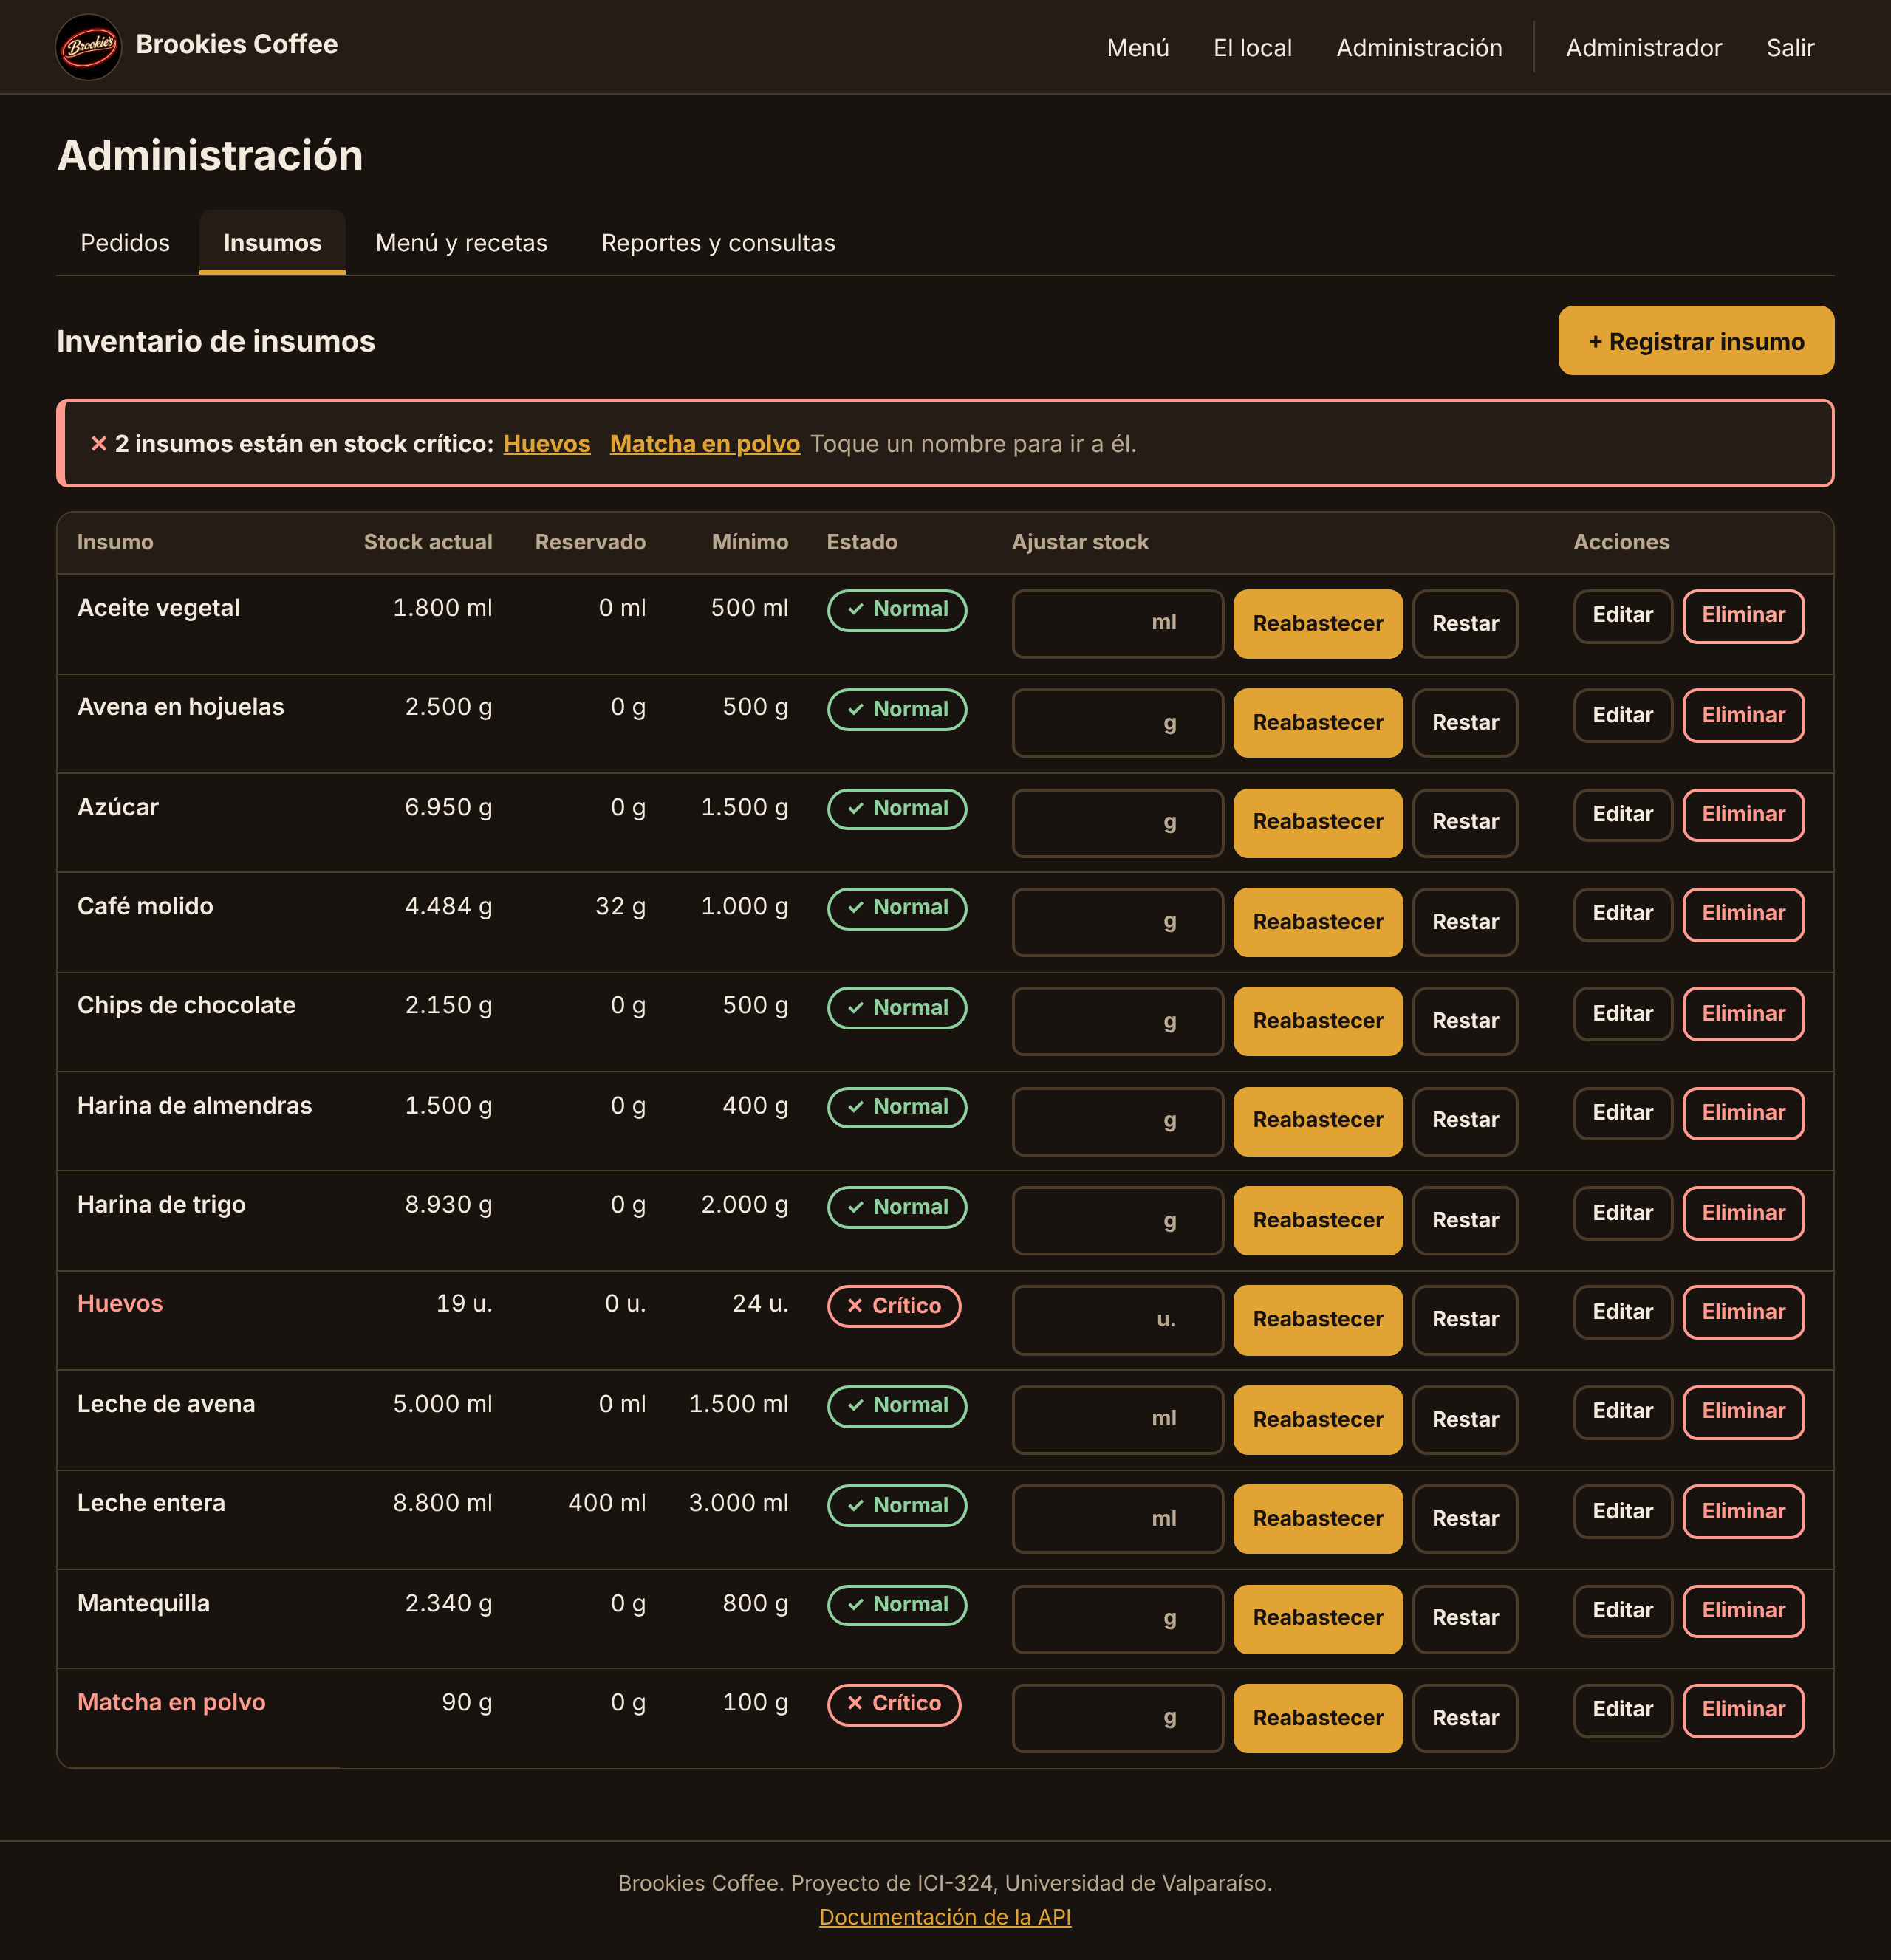 Brookies Brookies Coffee Menú El local Administración Administrador Salir
Administración
Pedidos Insumos Menú y recetas Reportes y consultas
Inventario de insumos + Registrar insumo
✕ 2 insumos están en stock crítico: Huevos Matcha en polvo Toque un nombre para ir a él.
Insumo Stock actual Reservado Mínimo Estado Ajustar stock Acciones
Aceite vegetal 1.800 ml 0 ml 500 ml ✓ Normal ml Reabastecer Restar Editar Eliminar
Avena en hojuelas 2.500 g 0 g 500 g ✓ Normal g Reabastecer Restar Editar Eliminar
Azúcar 6.950 g 0 g 1.500 g ✓ Normal g Reabastecer Restar Editar Eliminar
Café molido 4.484 g 32 g 1.000 g ✓ Normal g Reabastecer Restar Editar Eliminar
Chips de chocolate 2.150 g 0 g 500 g ✓ Normal g Reabastecer Restar Editar Eliminar
Harina de almendras 1.500 g 0 g 400 g ✓ Normal g Reabastecer Restar Editar Eliminar
Harina de trigo 8.930 g 0 g 2.000 g ✓ Normal g Reabastecer Restar Editar Eliminar
Huevos 19 u. 0 u. 24 u. ✕ Crítico u. Reabastecer Restar Editar Eliminar
Leche de avena 5.000 ml 0 ml 1.500 ml ✓ Normal ml Reabastecer Restar Editar Eliminar
Leche entera 8.800 ml 400 ml 3.000 ml ✓ Normal ml Reabastecer Restar Editar Eliminar
Mantequilla 2.340 g 0 g 800 g ✓ Normal g Reabastecer Restar Editar Eliminar
Matcha en polvo 90 g 0 g 100 g ✕ Crítico g Reabastecer Restar Editar Eliminar
Brookies Coffee. Proyecto de ICI-324, Universidad de Valparaíso.
Documentación de la API